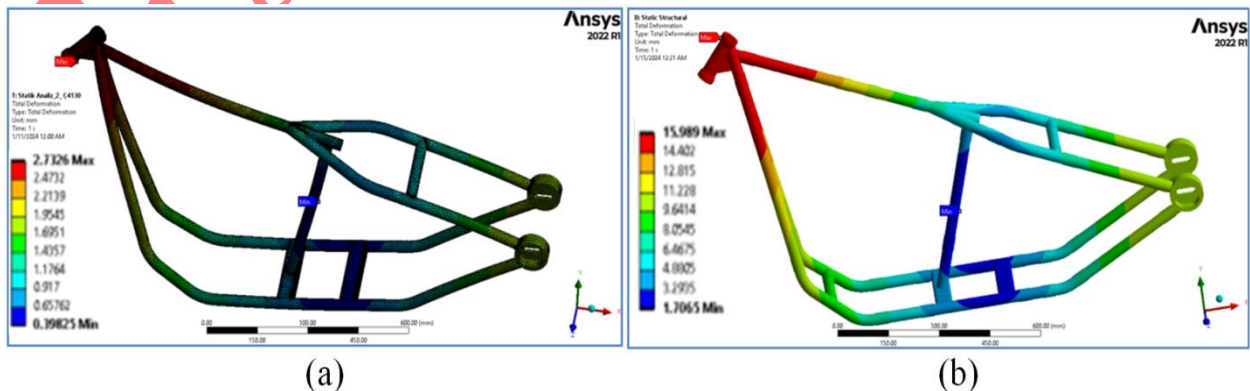 Ansys
2022 R1
Total Deformation
Type: Total Deformation
Unit: mm
Time: 1 s
1/11/2024 12:00 AM
Max
2.7326 Max
2.4732
2.2139
1.9545
1.6951
1.4357
1.1764
0.917
0.65762
0.39825 Min
Min
0.00
300.00
600.00 (mm)
150.00
450.00
Y
X
Z
(a)
B: Static Structural
Total Deformation
Type: Total Deformation
Unit: mm
Time: 1 s
1/15/2024 12:21 AM
Ansys
2022 R1
Max
15.989 Max
14.402
12.815
11.228
9.6414
8.0545
6.4675
4.8805
3.2935
1.7065 Min
Min
0.00
300.00
600.00 (mm)
150.00
450.00
Y
X
Z
(b)